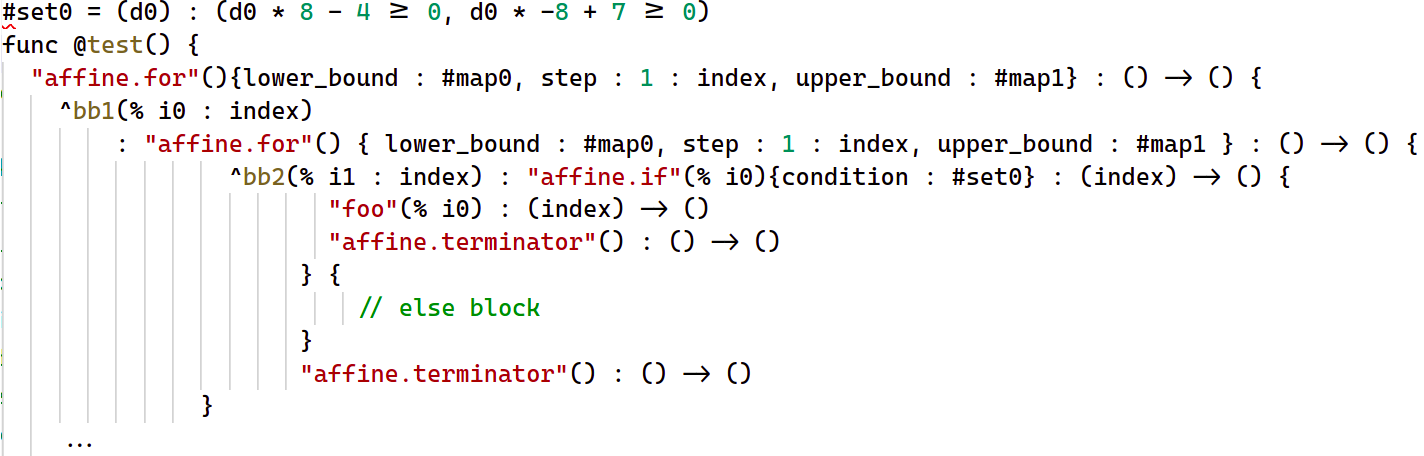 #set0 = (d0) : (d0 * 8 - 4 ≥ 0, d0 * -8 + 7 ≥ 0)
func @test() {
  "affine.for"(){lower_bound : #map0, step : 1 : index, upper_bound : #map1} : () → () {
    ^bb1(% i0 : index)
        : "affine.for"() { lower_bound : #map0, step : 1 : index, upper_bound : #map1 } : () → () {
                ^bb2(% i1 : index) : "affine.if"(% i0){condition : #set0} : (index) → () {
                       "foo"(% i0) : (index) → ()
                       "affine.terminator"() : () → ()
                     } {
                         // else block
                     }
                     "affine.terminator"() : () → ()
              }
    ...